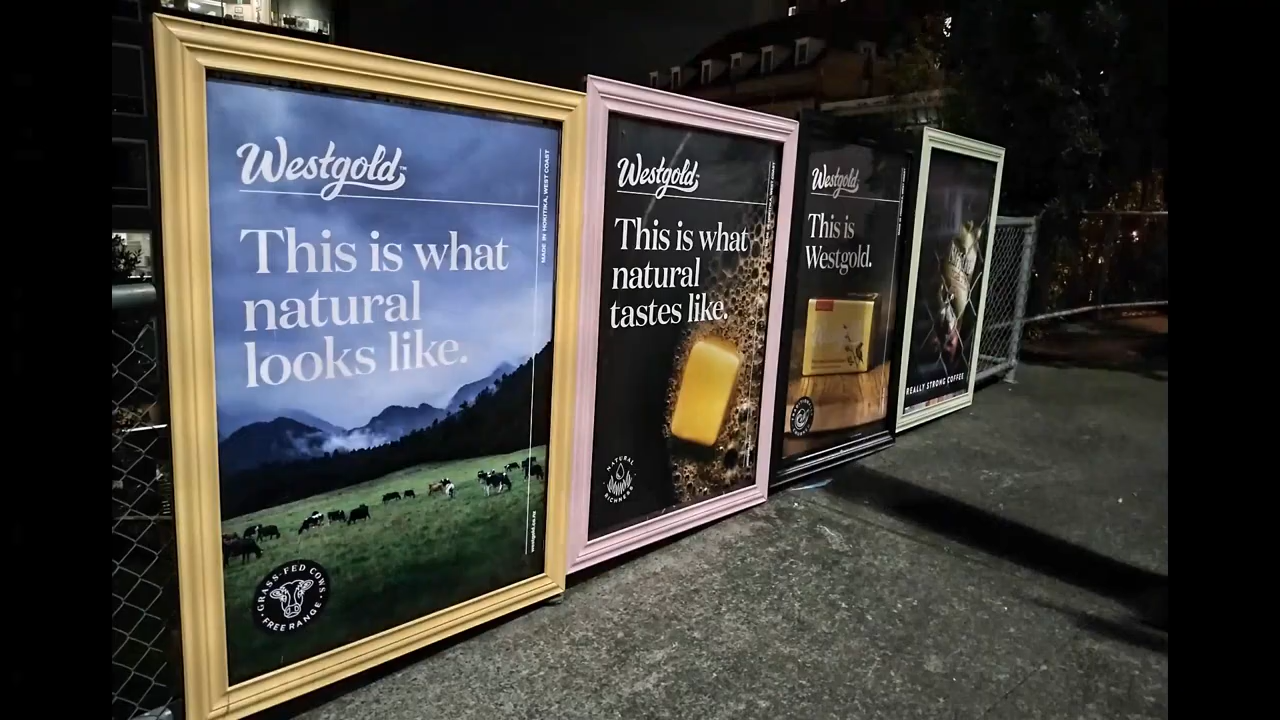 Westgold
MADE IN HOKITIKA, WEST COAST
This is what
natural
looks like.
westgold.co.nz
GRASS-FED COWS
FREE RANGE
Westgold
This is what
natural
tastes like.
NATURAL
RICHNESS
Westgold
This is
Westgold.
REALLY STRONG COFFEE